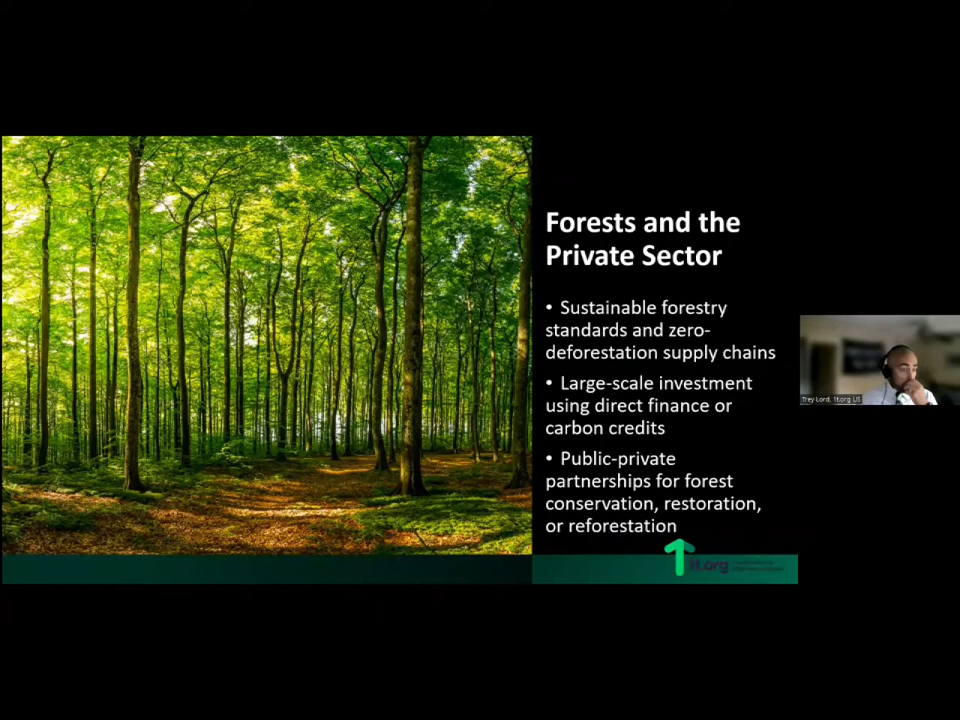 Forests and the
Private Sector
• Sustainable forestry
standards and zero-
deforestation supply chains
• Large-scale investment
using direct finance or
carbon credits
• Public-private
partnerships for forest
conservation, restoration,
or reforestation
1t.org
Trey Lord, 1t.org US